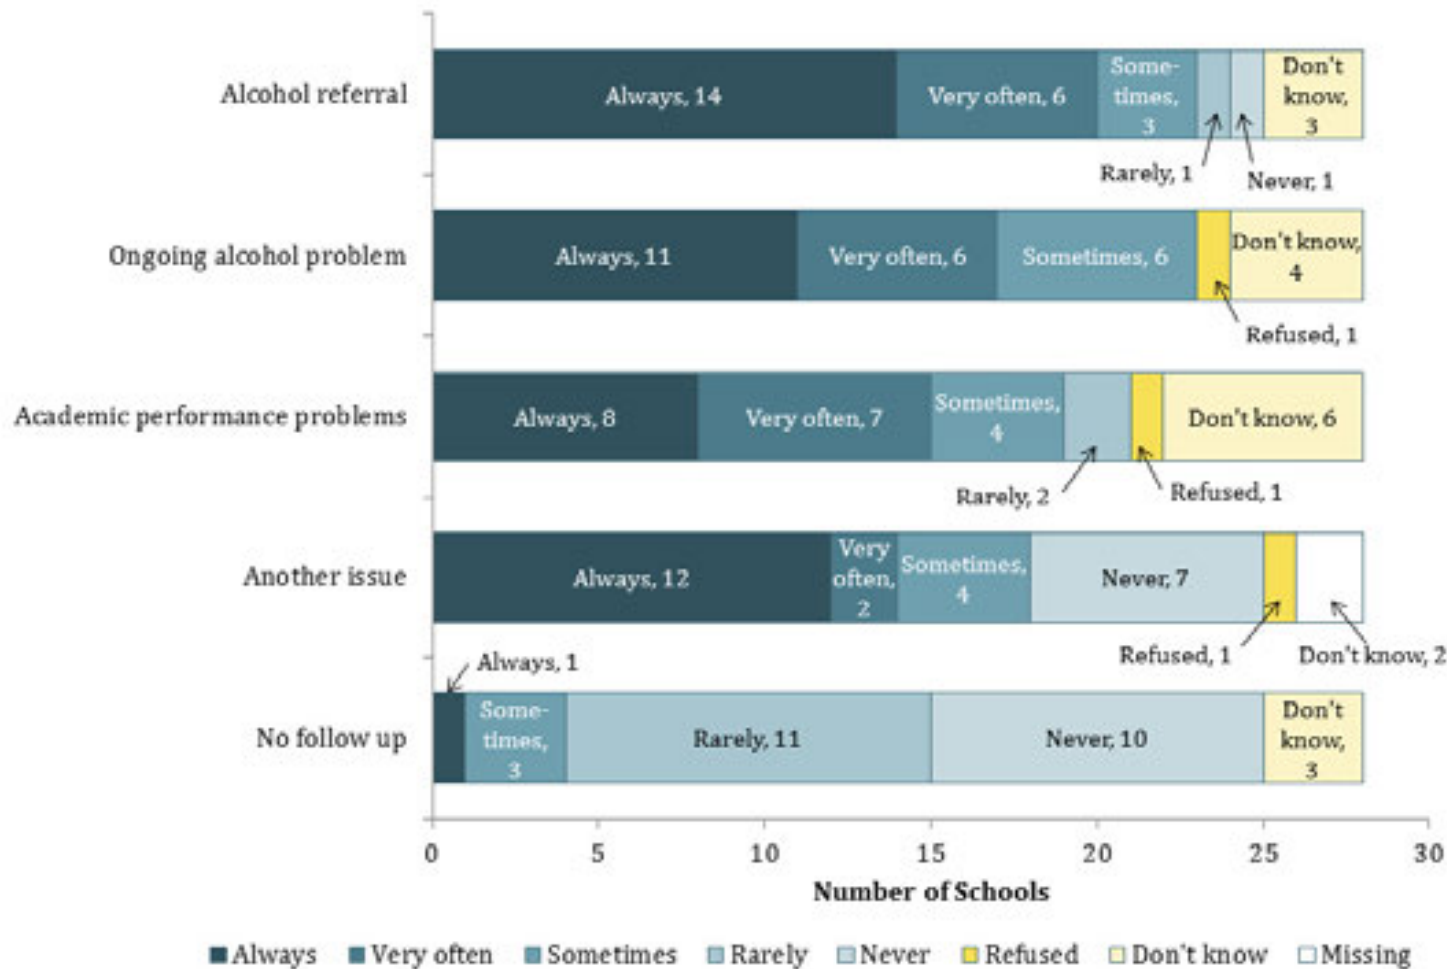 Alcohol referral
Always, 14
Very often, 6
Some-
times,
3
Don't
know,
3
Rarely, 1
Never, 1
Ongoing alcohol problem
Always, 11
Very often, 6
Sometimes, 6
Don't know,
4
Refused, 1
Academic performance problems
Always, 8
Very often, 7
Sometimes,
4
Don't know, 6
Rarely, 2
Refused, 1
Another issue
Always, 12
Very
often,
2
Sometimes,
4
Never, 7
Refused, 1
Don't know, 2
Always, 1
No follow up
Some-
times,
3
Rarely, 11
Never, 10
Don't
know,
3
0 5 10 15 20 25 30
Number of Schools
Always Very often Sometimes Rarely Never Refused Don't know Missing